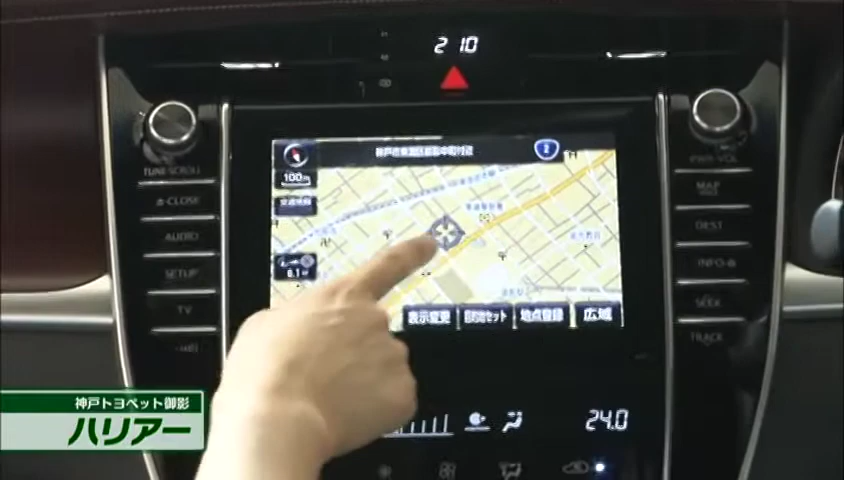 2 10
TUNE·SCROLL
PWR·VOL
100m
2
▲CLOSE
MAP
AUDIO
DEST
SETUP
INFO
TV
SEEK
TRACK
表示変更
目的地セット
地点登録
広域
24.0
神戸トヨペット御影
ハリアー